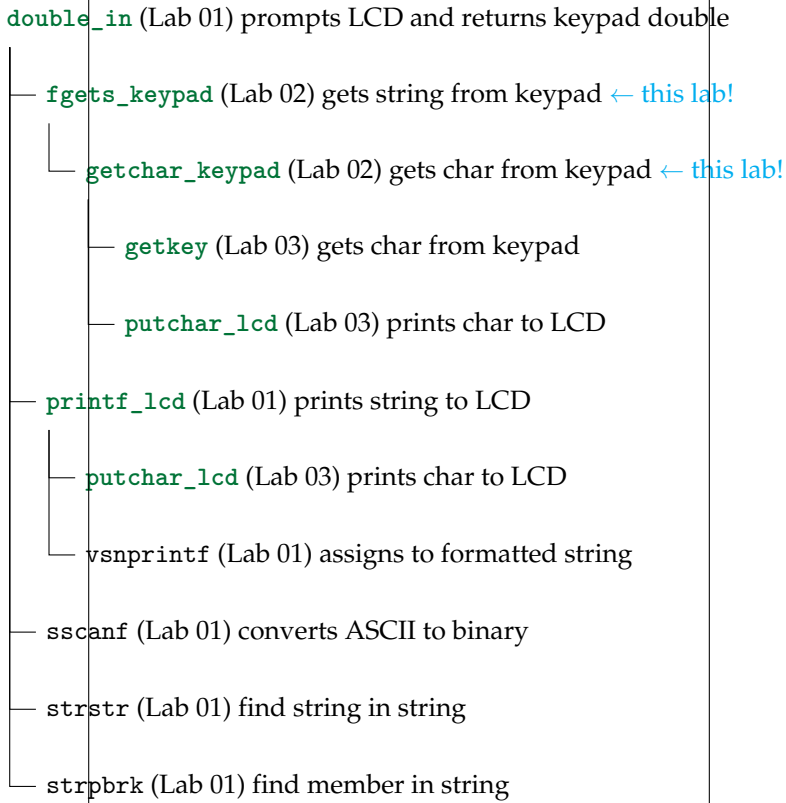 double_in (Lab 01) prompts LCD and returns keypad double
fgets_keypad (Lab 02) gets string from keypad ← this lab!
getchar_keypad (Lab 02) gets char from keypad ← this lab!
getkey (Lab 03) gets char from keypad
putchar_lcd (Lab 03) prints char to LCD
printf_lcd (Lab 01) prints string to LCD
putchar_lcd (Lab 03) prints char to LCD
vsnprintf (Lab 01) assigns to formatted string
sscanf (Lab 01) converts ASCII to binary
strstr (Lab 01) find string in string
strpbrk (Lab 01) find member in string